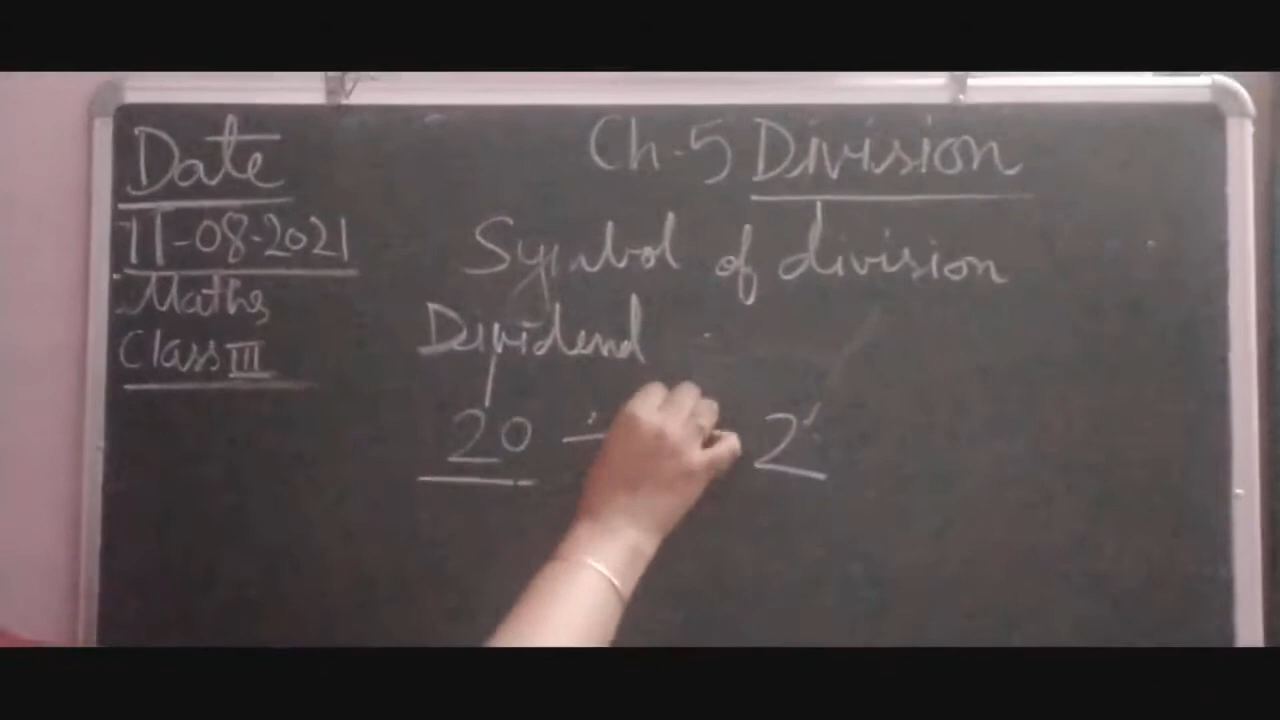 Date
11-08-2021
Maths
Class III
Ch-5 Division
Symbol of division
Dividend
20 ÷ 2